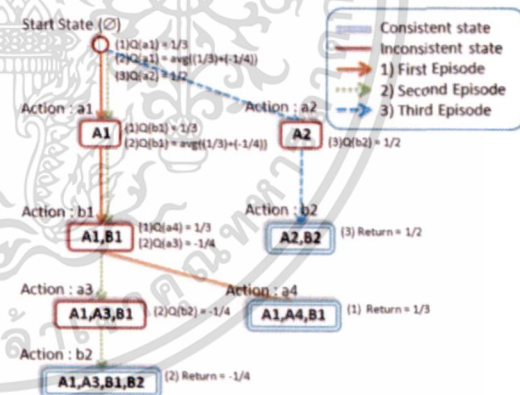 Start State (∅)
(1)Q(a1) = 1/3
(2)Q(a1) = avg((1/3)+(-1/4))
(3)Q(a2) = 1/2
Consistent state
Inconsistent state
1) First Episode
2) Second Episode
3) Third Episode
Action : a1
A1
(1)Q(b1) = 1/3
(2)Q(b1) = avg((1/3)+(-1/4))
Action : a2
A2
(3)Q(b2) = 1/2
Action : b1
A1,B1
(1)Q(a4) = 1/3
(2)Q(a3) = -1/4
Action : b2
A2,B2
(3) Return = 1/2
Action : a3
A1,A3,B1
(2)Q(b2) = -1/4
Action : a4
A1,A4,B1
(1) Return = 1/3
Action : b2
A1,A3,B1,B2
(2) Return = -1/4